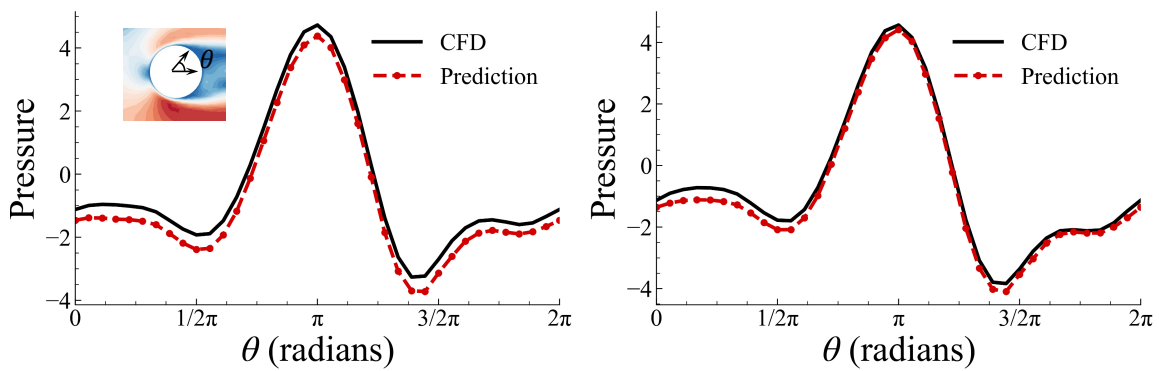 4
2
0
−2
−4
Pressure
θ
CFD
Prediction
0
1/2π
π
3/2π
2π
θ (radians)
4
2
0
−2
−4
Pressure
CFD
Prediction
0
1/2π
π
3/2π
2π
θ (radians)